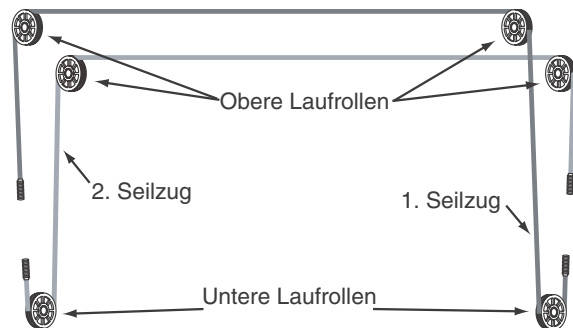 Obere Laufrollen
2. Seilzug
1. Seilzug
Untere Laufrollen